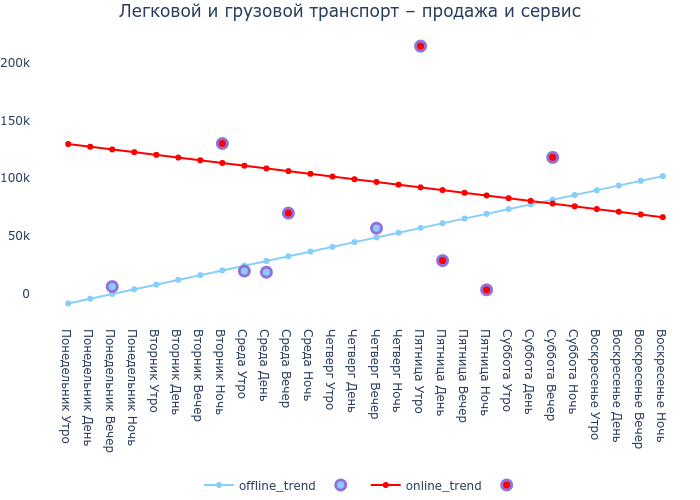 Легковой и грузовой транспорт – продажа и сервис
200k
150k
100k
50k
0
Понедельник Утро
Понедельник День
Понедельник Вечер
Понедельник Ночь
Вторник Утро
Вторник День
Вторник Вечер
Вторник Ночь
Среда Утро
Среда День
Среда Вечер
Среда Ночь
Четверг Утро
Четверг День
Четверг Вечер
Четверг Ночь
Пятница Утро
Пятница День
Пятница Вечер
Пятница Ночь
Суббота Утро
Суббота День
Суббота Вечер
Суббота Ночь
Воскресенье Утро
Воскресенье День
Воскресенье Вечер
Воскресенье Ночь
offline_trend
online_trend